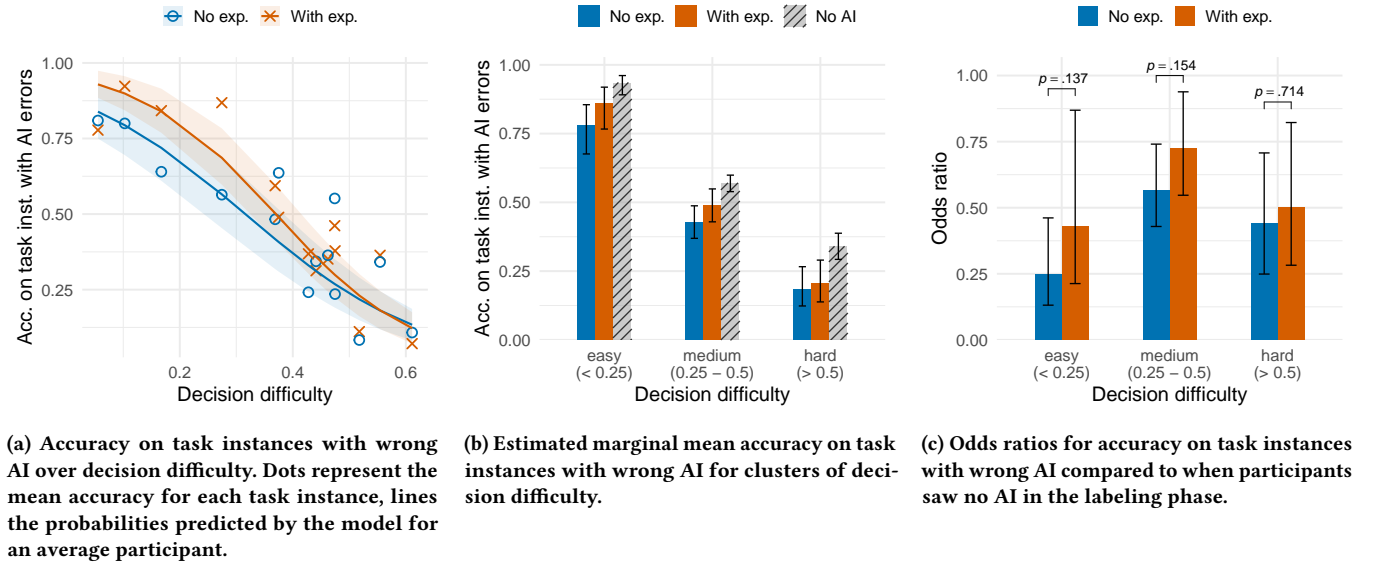 No exp. With exp.
Acc. on task inst. with AI errors
1.00
0.75
0.50
0.25
0.2 0.4 0.6
Decision difficulty
(a) Accuracy on task instances with wrong
AI over decision difficulty. Dots represent the
mean accuracy for each task instance, lines
the probabilities predicted by the model for
an average participant.
No exp. With exp. No AI
Acc. on task inst. with AI errors
1.00
0.75
0.50
0.25
0.00
easy medium hard
(< 0.25) (0.25 − 0.5) (> 0.5)
Decision difficulty
(b) Estimated marginal mean accuracy on task
instances with wrong AI for clusters of deci-
sion difficulty.
No exp. With exp.
Odds ratio
1.00
0.75
0.50
0.25
0.00
p = .137
p = .154
p = .714
easy medium hard
(< 0.25) (0.25 − 0.5) (> 0.5)
Decision difficulty
(c) Odds ratios for accuracy on task instances
with wrong AI compared to when participants
saw no AI in the labeling phase.